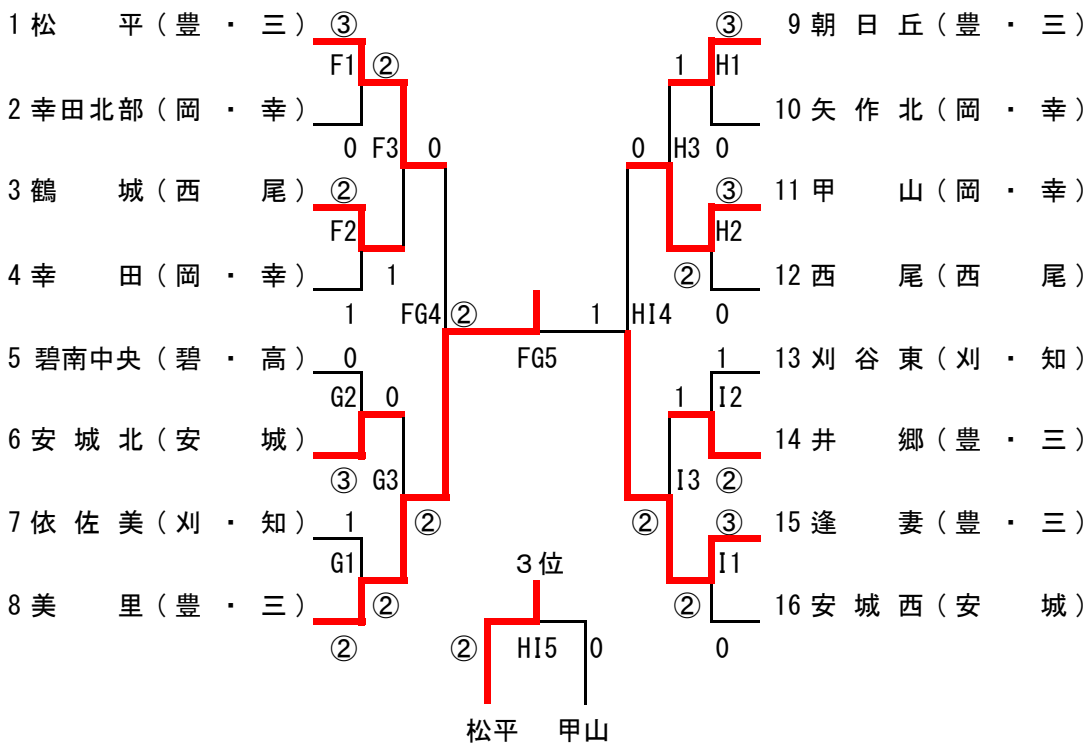 1 松 平 ( 豊 ・ 三 ) ③ ③ 9 朝 日 丘 ( 豊 ・ 三 )
F1 ② 1 H1
2 幸田北部 ( 岡 ・ 幸 ) 10 矢 作 北 ( 岡 ・ 幸 )
0 F3 0 0 H3 0
3 鶴 城 ( 西 尾 ) ② ③ 11 甲 山 ( 岡 ・ 幸 )
F2 H2
4 幸 田 ( 岡 ・ 幸 ) 1 ② 12 西 尾 ( 西 尾 )
1 FG4 ② 1 HI4 0
5 碧南中央 ( 碧 ・ 高 ) 0 FG5 1 13 刈 谷 東 ( 刈 ・ 知 )
G2 0 1 I2
6 安 城 北 ( 安 城 ) 14 井 郷 ( 豊 ・ 三 )
③ G3 I3 ②
7 依 佐 美 ( 刈 ・ 知 ) 1 ② ② ③ 15 逢 妻 ( 豊 ・ 三 )
G1 3位 I1
8 美 里 ( 豊 ・ 三 ) ② ② 16 安 城 西 ( 安 城 )
② ② HI5 0 0
松平 甲山